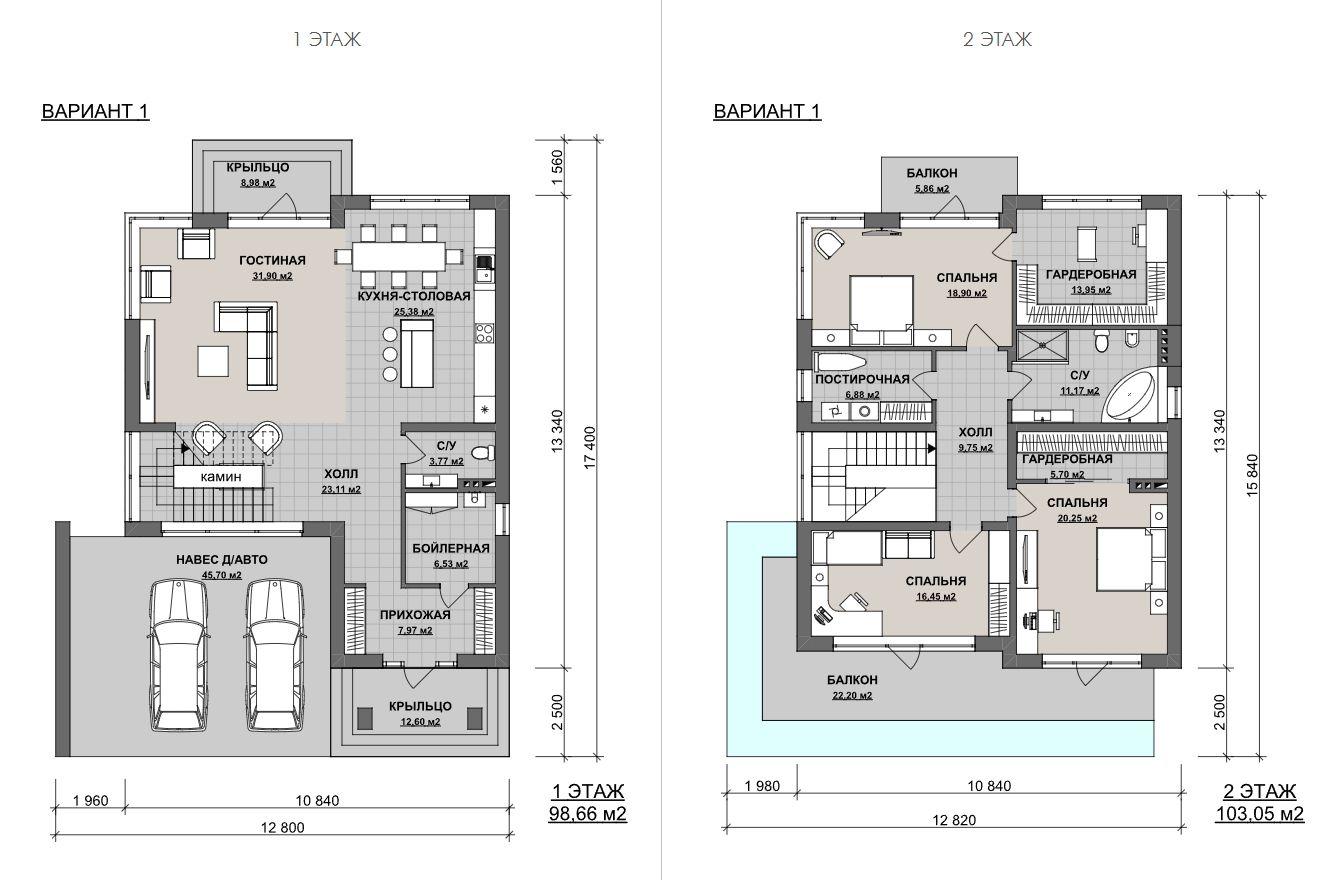 1 ЭТАЖ
ВАРИАНТ 1
КРЫЛЬЦО
8,98 м2
ГОСТИНАЯ
31,90 м2
КУХНЯ-СТОЛОВАЯ
25,38 м2
С/У
3,77 м2
камин
ХОЛЛ
23,11 м2
БОЙЛЕРНАЯ
6,53 м2
НАВЕС Д/АВТО
45,70 м2
ПРИХОЖАЯ
7,97 м2
КРЫЛЬЦО
12,60 м2
1 560
13 340
17 400
2 500
1 960
10 840
12 800
1 ЭТАЖ
98,66 м2
2 ЭТАЖ
ВАРИАНТ 1
БАЛКОН
5,86 м2
СПАЛЬНЯ
18,90 м2
ГАРДЕРОБНАЯ
13,95 м2
ПОСТИРОЧНАЯ
6,88 м2
С/У
11,17 м2
ХОЛЛ
9,75 м2
ГАРДЕРОБНАЯ
5,70 м2
СПАЛЬНЯ
20,25 м2
СПАЛЬНЯ
16,45 м2
БАЛКОН
22,20 м2
13 340
15 840
2 500
1 980
10 840
12 820
2 ЭТАЖ
103,05 м2